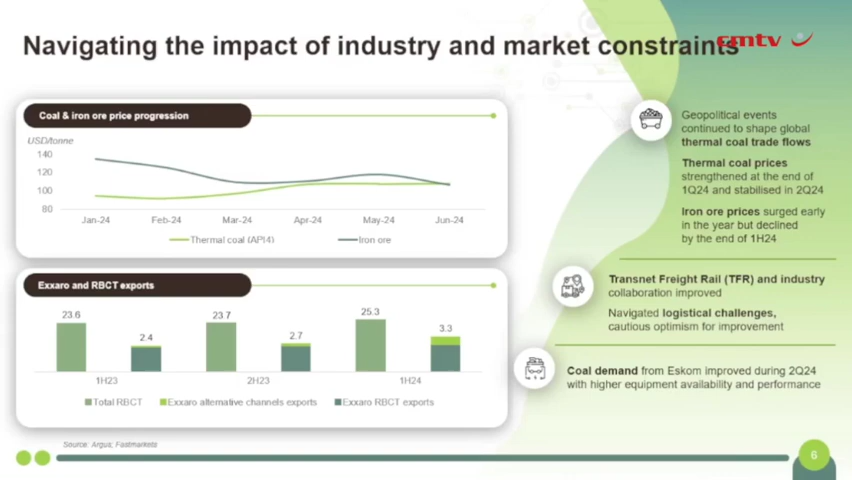 Navigating the impact of industry and market constraints
cmtv
Coal & iron ore price progression
USD/tonne
140
120
100
80
Jan-24 Feb-24 Mar-24 Apr-24 May-24 Jun-24
Thermal coal (API4) Iron ore
Exxaro and RBCT exports
23.6 2.4 23.7 2.7 25.3 3.3
1H23 2H23 1H24
Total RBCT Exxaro alternative channels exports Exxaro RBCT exports
Source: Argus; Fastmarkets
Geopolitical events
continued to shape global
thermal coal trade flows
Thermal coal prices
strengthened at the end of
1Q24 and stabilised in 2Q24
Iron ore prices surged early
in the year but declined
by the end of 1H24
Transnet Freight Rail (TFR) and industry
collaboration improved
Navigated logistical challenges,
cautious optimism for improvement
Coal demand from Eskom improved during 2Q24
with higher equipment availability and performance
6